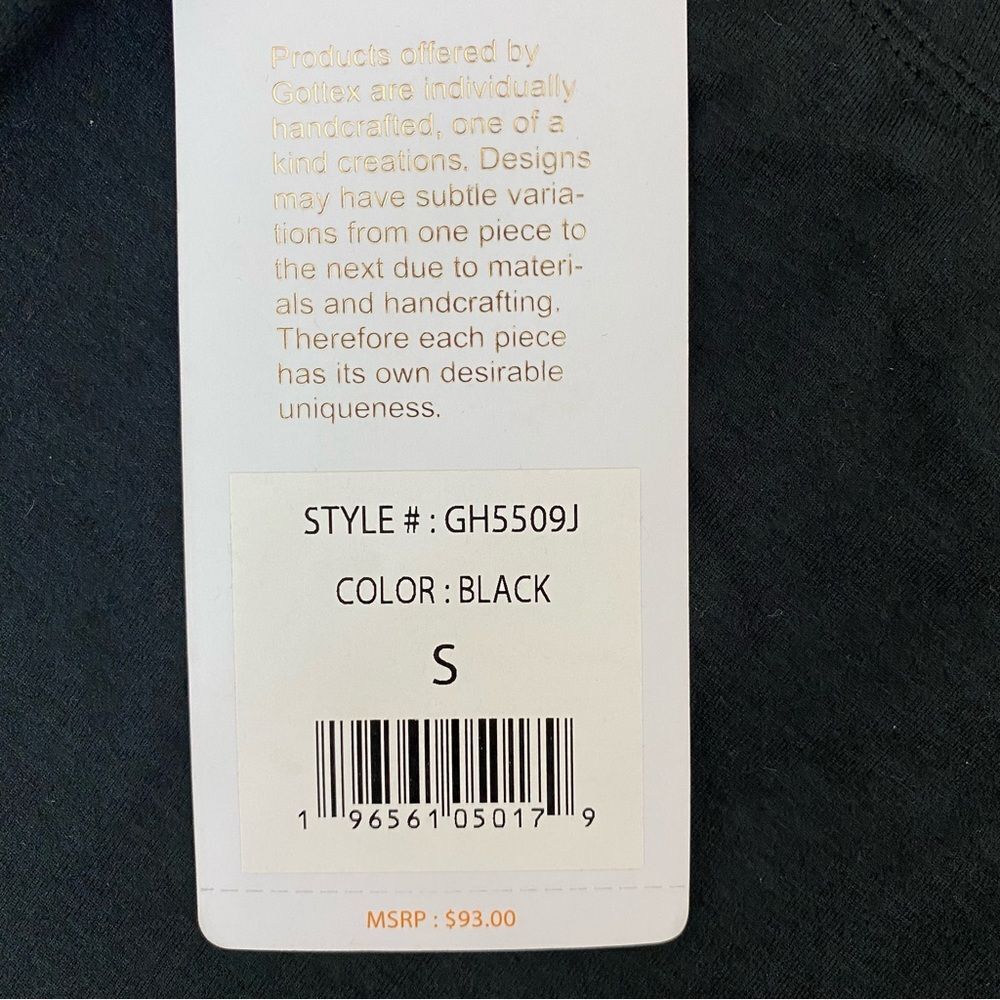 Products offered by
Gottex are individually
handcrafted, one of a
kind creations. Designs
may have subtle varia-
tions from one piece to
the next due to materi-
als and handcrafting.
Therefore each piece
has its own desirable
uniqueness.
STYLE # : GH5509J
COLOR : BLACK
S
1 96561 05017 9
MSRP : $93.00